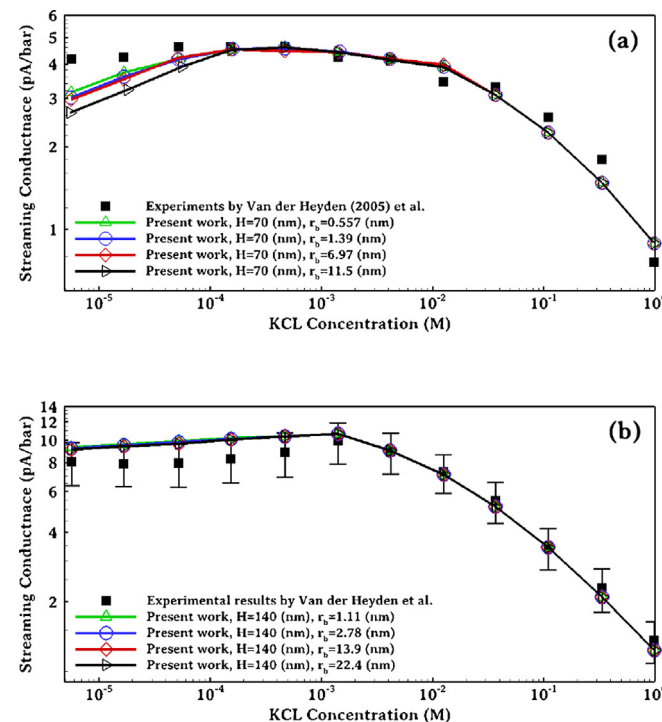 6
5
4
3
2
1
(a)
Streaming Conductnace (pA/bar)
Experiments by Van der Heyden (2005) et al.
Present work, H=70 (nm), r_b=0.557 (nm)
Present work, H=70 (nm), r_b=1.39 (nm)
Present work, H=70 (nm), r_b=6.97 (nm)
Present work, H=70 (nm), r_b=11.5 (nm)
10^-5 10^-4 10^-3 10^-2 10^-1
KCL Concentration (M)
14
12
10
8
6
4
2
(b)
Streaming Conductnace (pA/bar)
Experimental results by Van der Heyden et al.
Present work, H=140 (nm), r_b=1.11 (nm)
Present work, H=140 (nm), r_b=2.78 (nm)
Present work, H=140 (nm), r_b=13.9 (nm)
Present work, H=140 (nm), r_b=22.4 (nm)
10^-5 10^-4 10^-3 10^-2 10^-1
KCL Concentration (M)